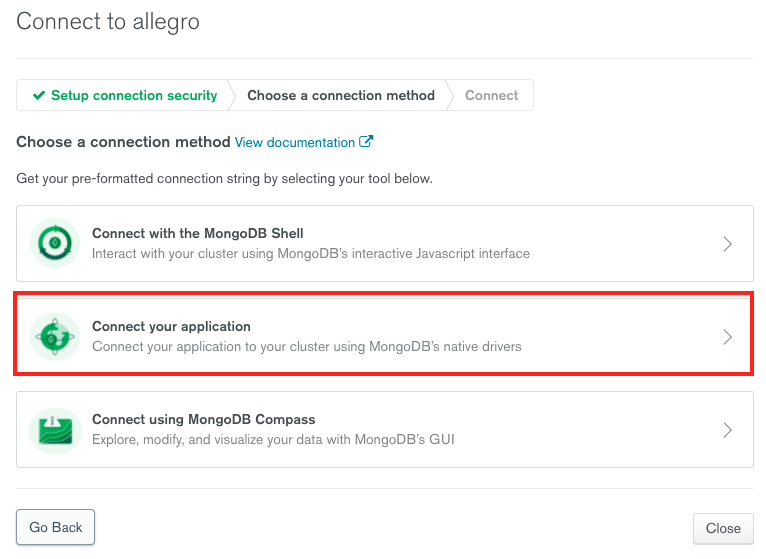 Connect to allegro
Setup connection security Choose a connection method Connect
Choose a connection method View documentation
Get your pre-formatted connection string by selecting your tool below.
Connect with the MongoDB Shell
Interact with your cluster using MongoDB's interactive Javascript interface
Connect your application
Connect your application to your cluster using MongoDB's native drivers
Connect using MongoDB Compass
Explore, modify, and visualize your data with MongoDB's GUI
Go Back Close